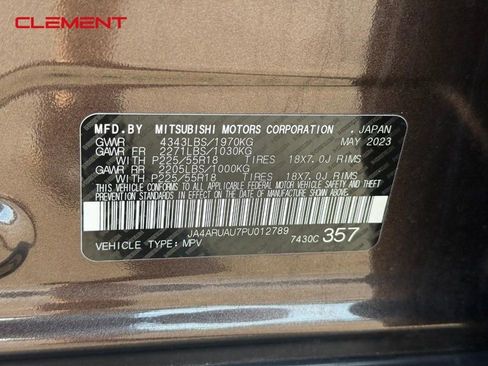 CLEMENT
MFD.BY MITSUBISHI MOTORS CORPORATION , JAPAN
GVWR 4343LBS/1970KG MAY 2023
GAWR FR 2271LBS/1030KG
WITH P225/55R18 TIRES 18X7.0J RIMS
GAWR RR 2205LBS/1000KG
WITH P225/55R18 TIRES 18X7.0J RIMS
THIS VEHICLE CONFORMS TO ALL APPLICABLE FEDERAL MOTOR VEHICLE SAFETY, BUMPER AND THEFT
PREVENTION STANDARDS IN EFFECT ON THE DATE OF MANUFACTURE SHOWN ABOVE.
JA4ARUAU7PU012789
VEHICLE TYPE: MPV 7430C 357